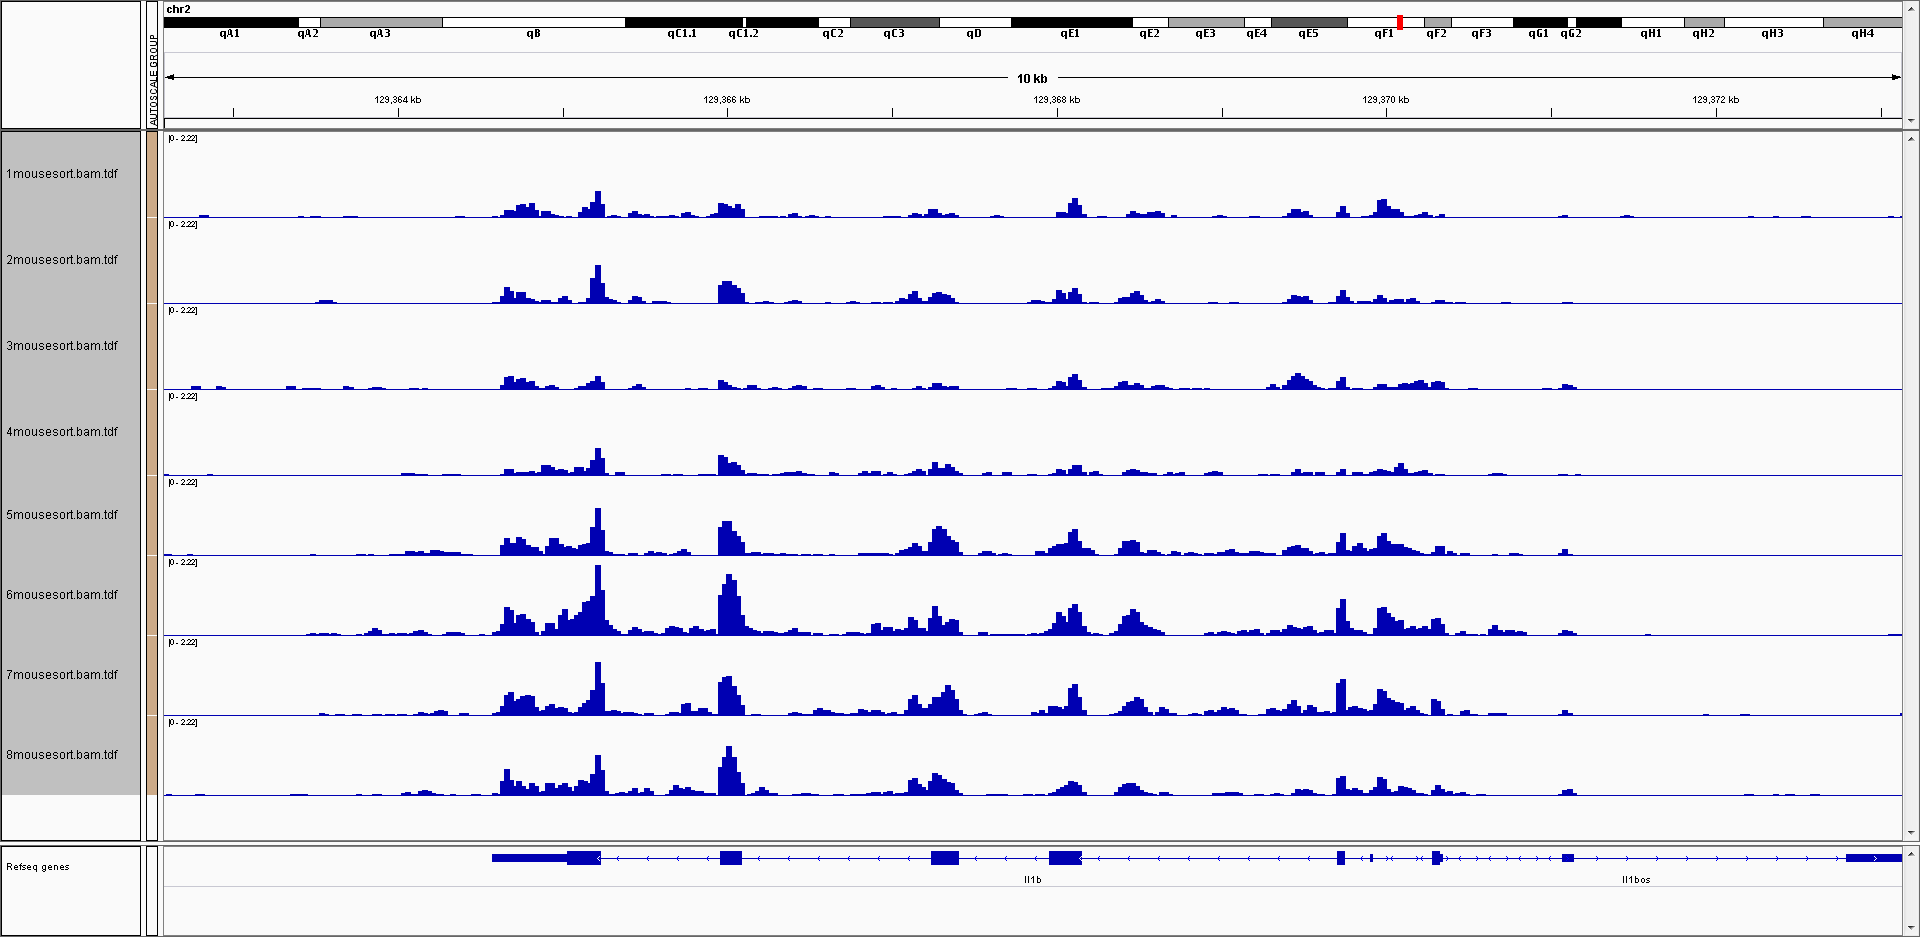 chr2
qA1 qA2 qA3 qB qC1.1 qC1.2 qC2 qC3 qD qE1 qE2 qE3 qE4 qE5 qF1 qF2 qF3 qG1 qG2 qH1 qH2 qH3 qH4
AUTOSCALE GROUP
10 kb
129,364 kb 129,366 kb 129,368 kb 129,370 kb 129,372 kb
[0 - 2.22]
1mousesort.bam.tdf
[0 - 2.22]
2mousesort.bam.tdf
[0 - 2.22]
3mousesort.bam.tdf
[0 - 2.22]
4mousesort.bam.tdf
[0 - 2.22]
5mousesort.bam.tdf
[0 - 2.22]
6mousesort.bam.tdf
[0 - 2.22]
7mousesort.bam.tdf
[0 - 2.22]
8mousesort.bam.tdf
Refseq genes
Il1b Il1bos